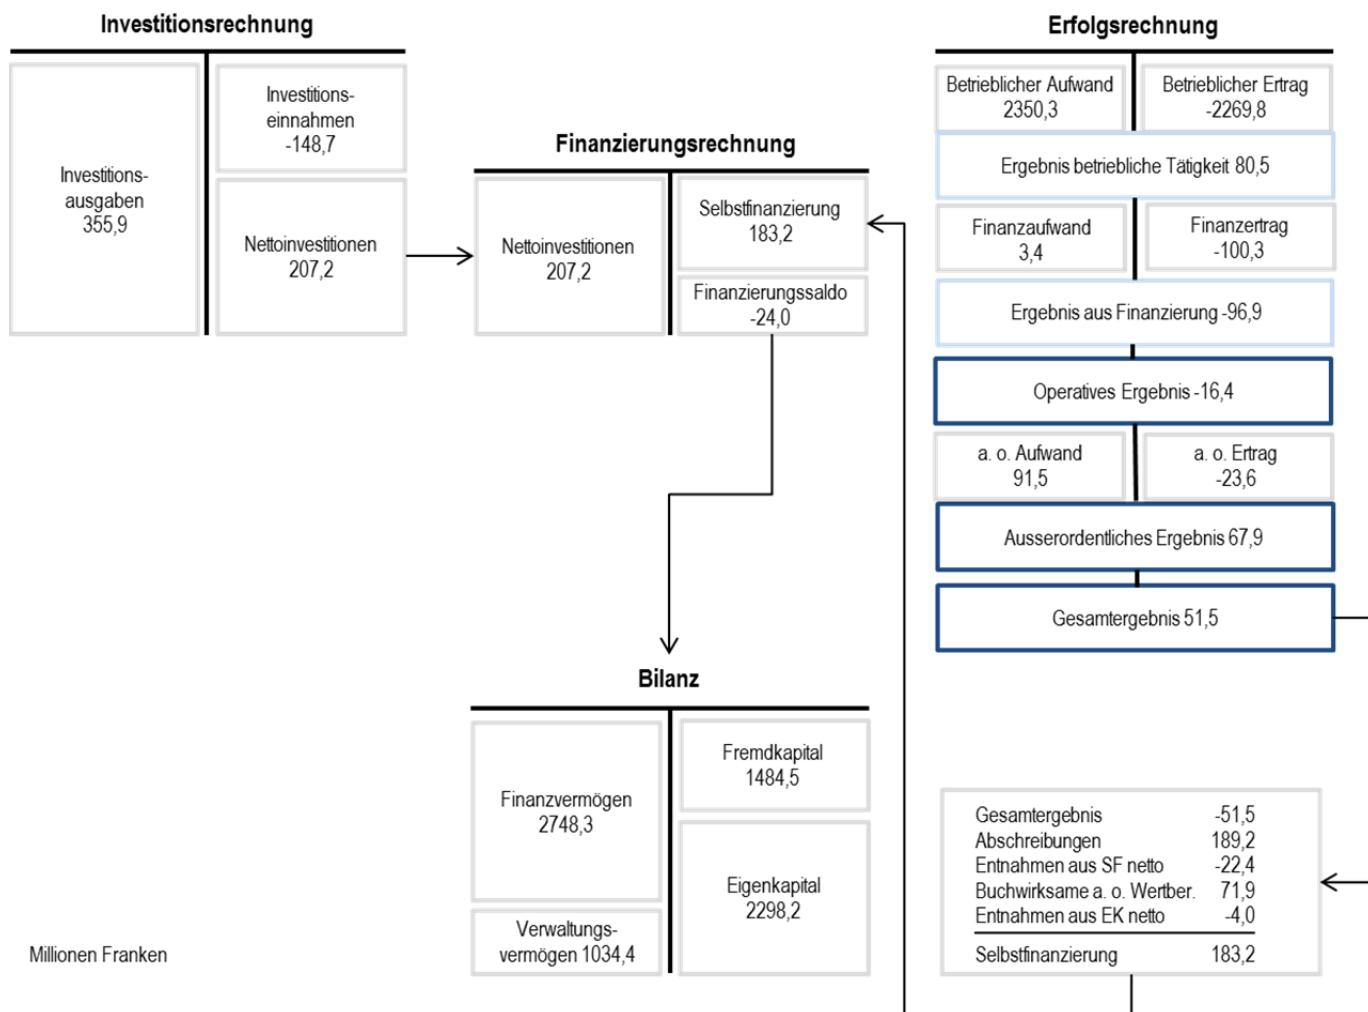 Investitionsrechnung
Investitions-
ausgaben
355,9
Investitions-
einnahmen
-148,7
Nettoinvestitionen
207,2
Finanzierungsrechnung
Nettoinvestitionen
207,2
Selbstfinanzierung
183,2
Finanzierungssaldo
-24,0
Erfolgsrechnung
Betrieblicher Aufwand
2350,3
Betrieblicher Ertrag
-2269,8
Ergebnis betriebliche Tätigkeit 80,5
Finanzaufwand
3,4
Finanzertrag
-100,3
Ergebnis aus Finanzierung -96,9
Operatives Ergebnis -16,4
a. o. Aufwand
91,5
a. o. Ertrag
-23,6
Ausserordentliches Ergebnis 67,9
Gesamtergebnis 51,5
Bilanz
Finanzvermögen
2748,3
Verwaltungs-
vermögen 1034,4
Fremdkapital
1484,5
Eigenkapital
2298,2
Gesamtergebnis -51,5
Abschreibungen 189,2
Entnahmen aus SF netto -22,4
Buchwirksame a. o. Wertber. 71,9
Entnahmen aus EK netto -4,0
Selbstfinanzierung 183,2
Millionen Franken